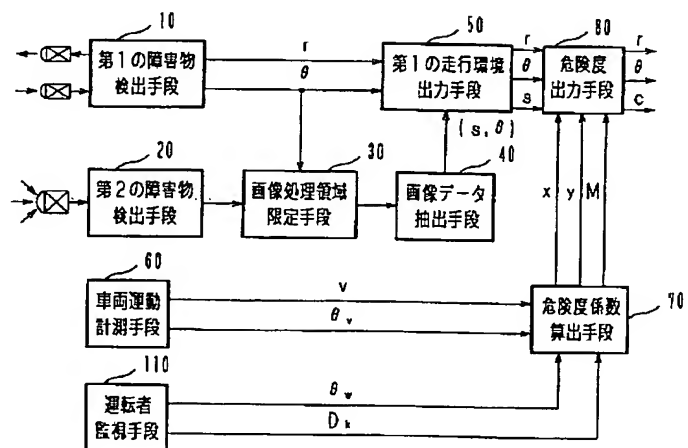 10
第1の障害物
検出手段
r
θ
50
第1の走行環境
出力手段
r
θ
s
80
危険度
出力手段
r
θ
c
(s,θ)
20
第2の障害物
検出手段
30
画像処理領域
限定手段
40
画像データ
抽出手段
x
y
M
60
車両運動
計測手段
v
θv
危険度係数
算出手段
70
110
運転者
監視手段
θw
Dk